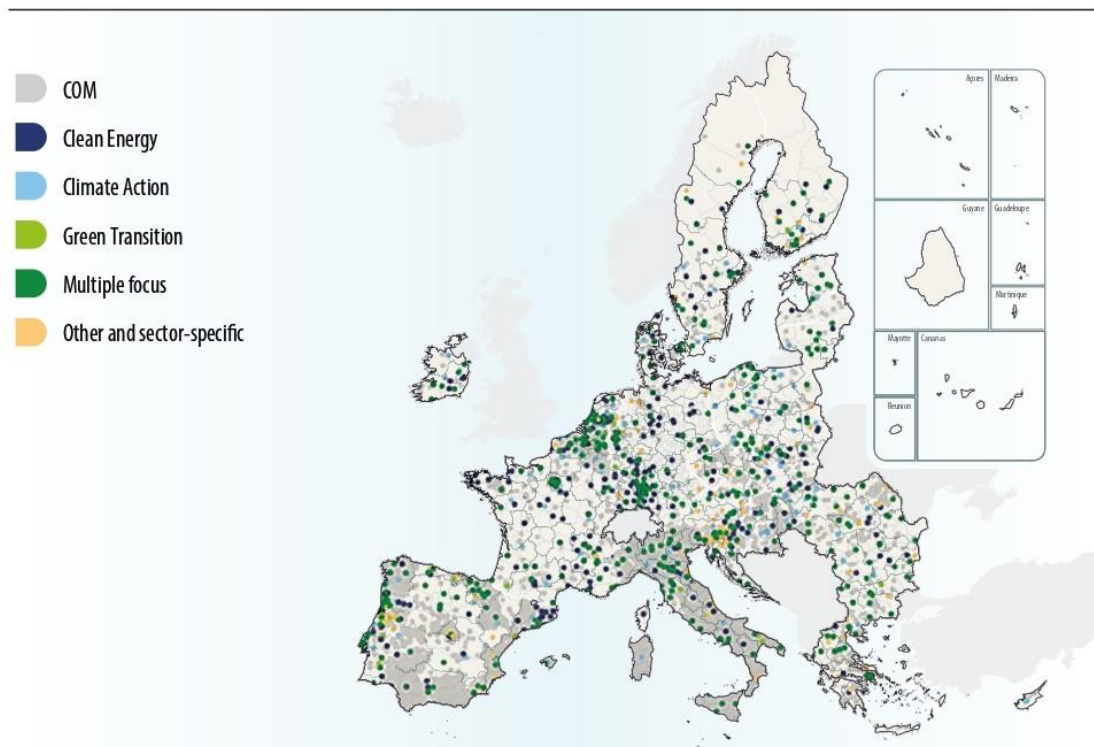 COM
Clean Energy
Climate Action
Green Transition
Multiple focus
Other and sector-specific
Açores
Madeira
Guyane
Guadeloupe
Martinique
Mayotte
Canarias
Reunion